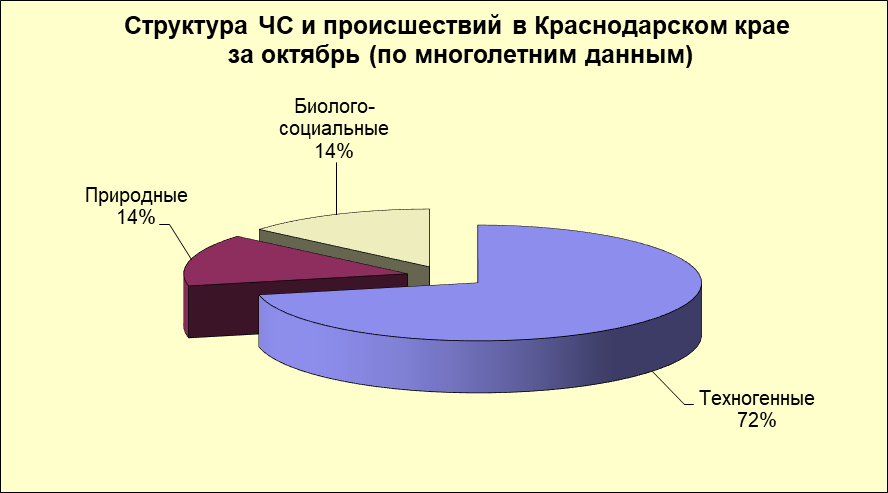 Структура ЧС и происшествий в Краснодарском крае
за октябрь (по многолетним данным)
Биолого-
социальные
14%
Природные
14%
Техногенные
72%